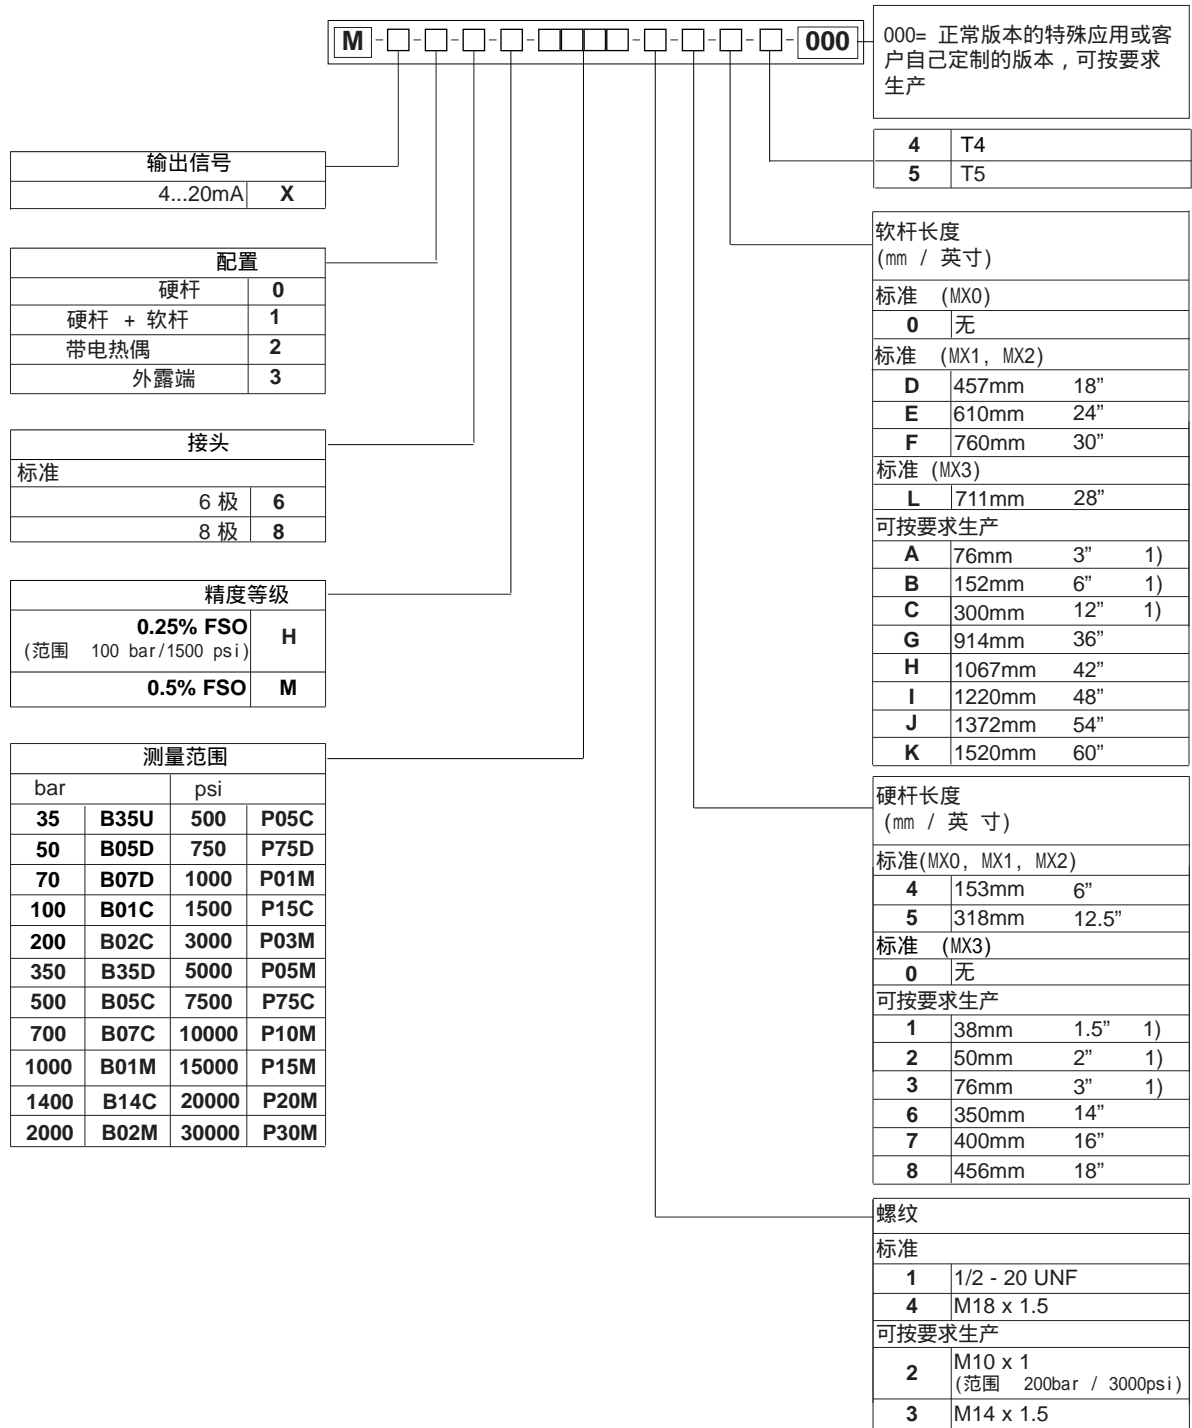 M - □ - □ - □ - □ - □□□□ - □ - □ - □ - □ - 000
000= 正常版本的特殊应用或客
户自己定制的版本，可按要求
生产
4 T4
5 T5
输出信号
4...20mA X
配置
硬杆 0
硬杆 + 软杆 1
带电热偶 2
外露端 3
接头
标准
6 极 6
8 极 8
精度等级
0.25% FSO H
(范围 100 bar/1500 psi)
0.5% FSO M
测量范围
bar psi
35 B35U 500 P05C
50 B05D 750 P75D
70 B07D 1000 P01M
100 B01C 1500 P15C
200 B02C 3000 P03M
350 B35D 5000 P05M
500 B05C 7500 P75C
700 B07C 10000 P10M
1000 B01M 15000 P15M
1400 B14C 20000 P20M
2000 B02M 30000 P30M
软杆长度
(mm / 英寸)
标准 (MX0)
0 无
标准 (MX1, MX2)
D 457mm 18”
E 610mm 24”
F 760mm 30”
标准 (MX3)
L 711mm 28”
可按要求生产
A 76mm 3” 1)
B 152mm 6” 1)
C 300mm 12” 1)
G 914mm 36”
H 1067mm 42”
I 1220mm 48”
J 1372mm 54”
K 1520mm 60”
硬杆长度
(mm / 英 寸)
标准(MX0, MX1, MX2)
4 153mm 6”
5 318mm 12.5”
标准 (MX3)
0 无
可按要求生产
1 38mm 1.5” 1)
2 50mm 2” 1)
3 76mm 3” 1)
6 350mm 14”
7 400mm 16”
8 456mm 18”
螺纹
标准
1 1/2 - 20 UNF
4 M18 x 1.5
可按要求生产
2 M10 x 1
(范围 200bar / 3000psi)
3 M14 x 1.5